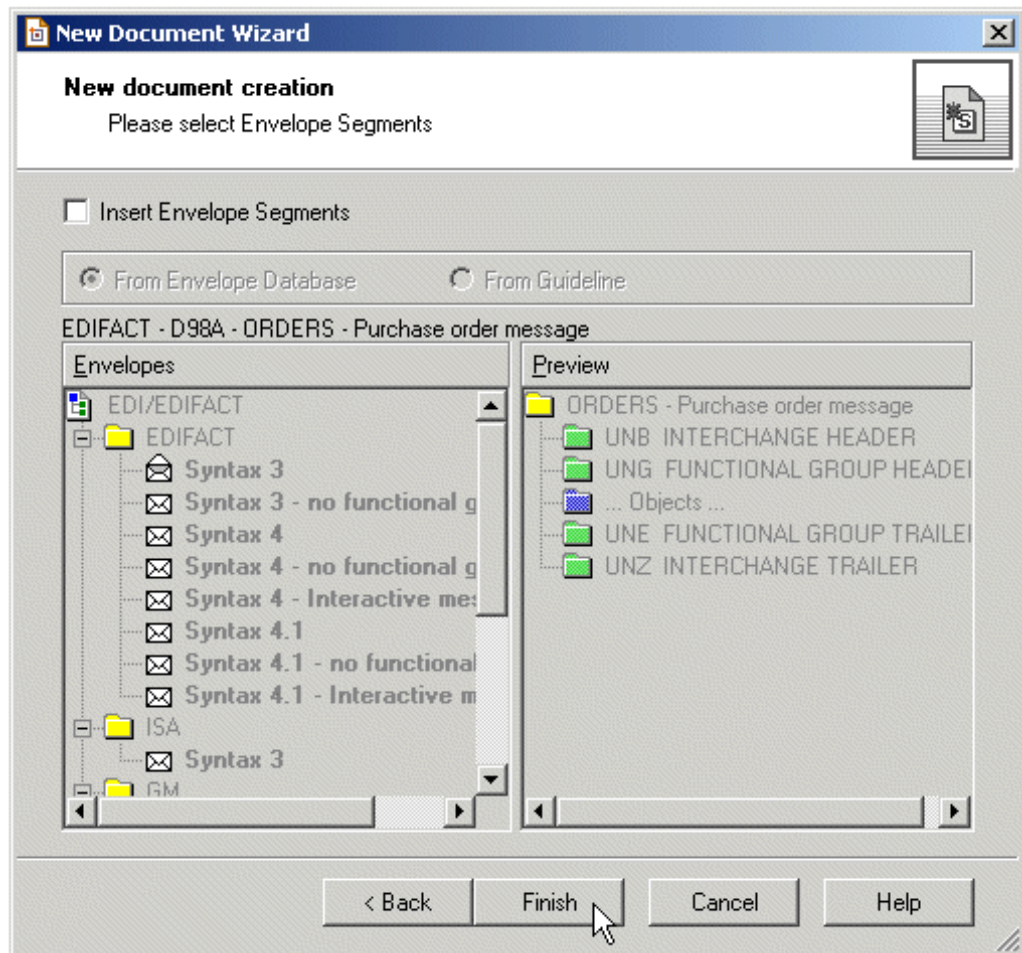 New Document Wizard
New document creation
Please select Envelope Segments
Insert Envelope Segments
From Envelope Database
From Guideline
EDIFACT - D98A - ORDERS - Purchase order message
Envelopes
EDI/EDIFACT
EDIFACT
Syntax 3
Syntax 3 - no functional g
Syntax 4
Syntax 4 - no functional g
Syntax 4 - Interactive mes
Syntax 4.1
Syntax 4.1 - no functional
Syntax 4.1 - Interactive m
ISA
Syntax 3
GM
Preview
ORDERS - Purchase order message
UNB INTERCHANGE HEADER
UNG FUNCTIONAL GROUP HEADE
... Objects ...
UNE FUNCTIONAL GROUP TRAILE
UNZ INTERCHANGE TRAILER
< Back
Finish
Cancel
Help